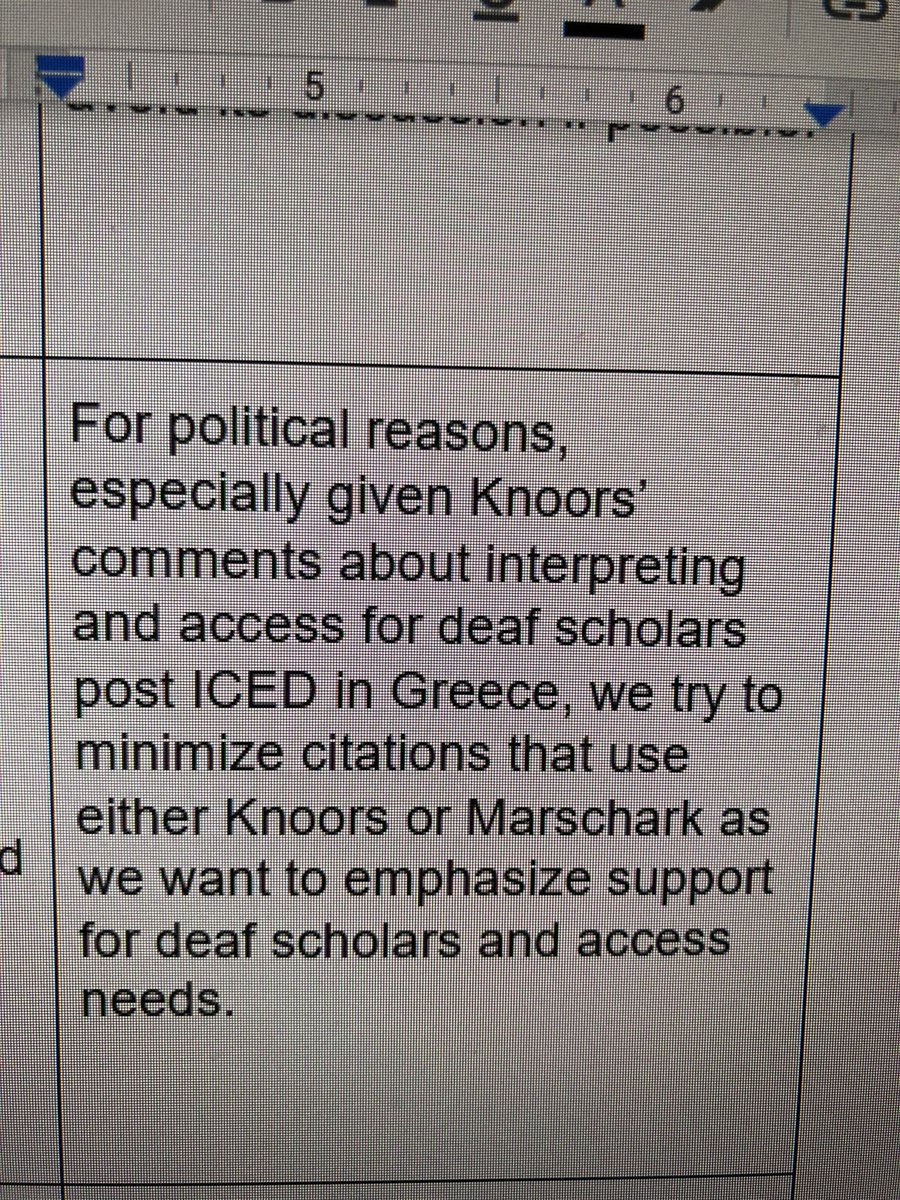 5 6
For political reasons,
especially given Knoors'
comments about interpreting
and access for deaf scholars
post ICED in Greece, we try to
minimize citations that use
either Knoors or Marschark as
d
we want to emphasize support
for deaf scholars and access
needs.